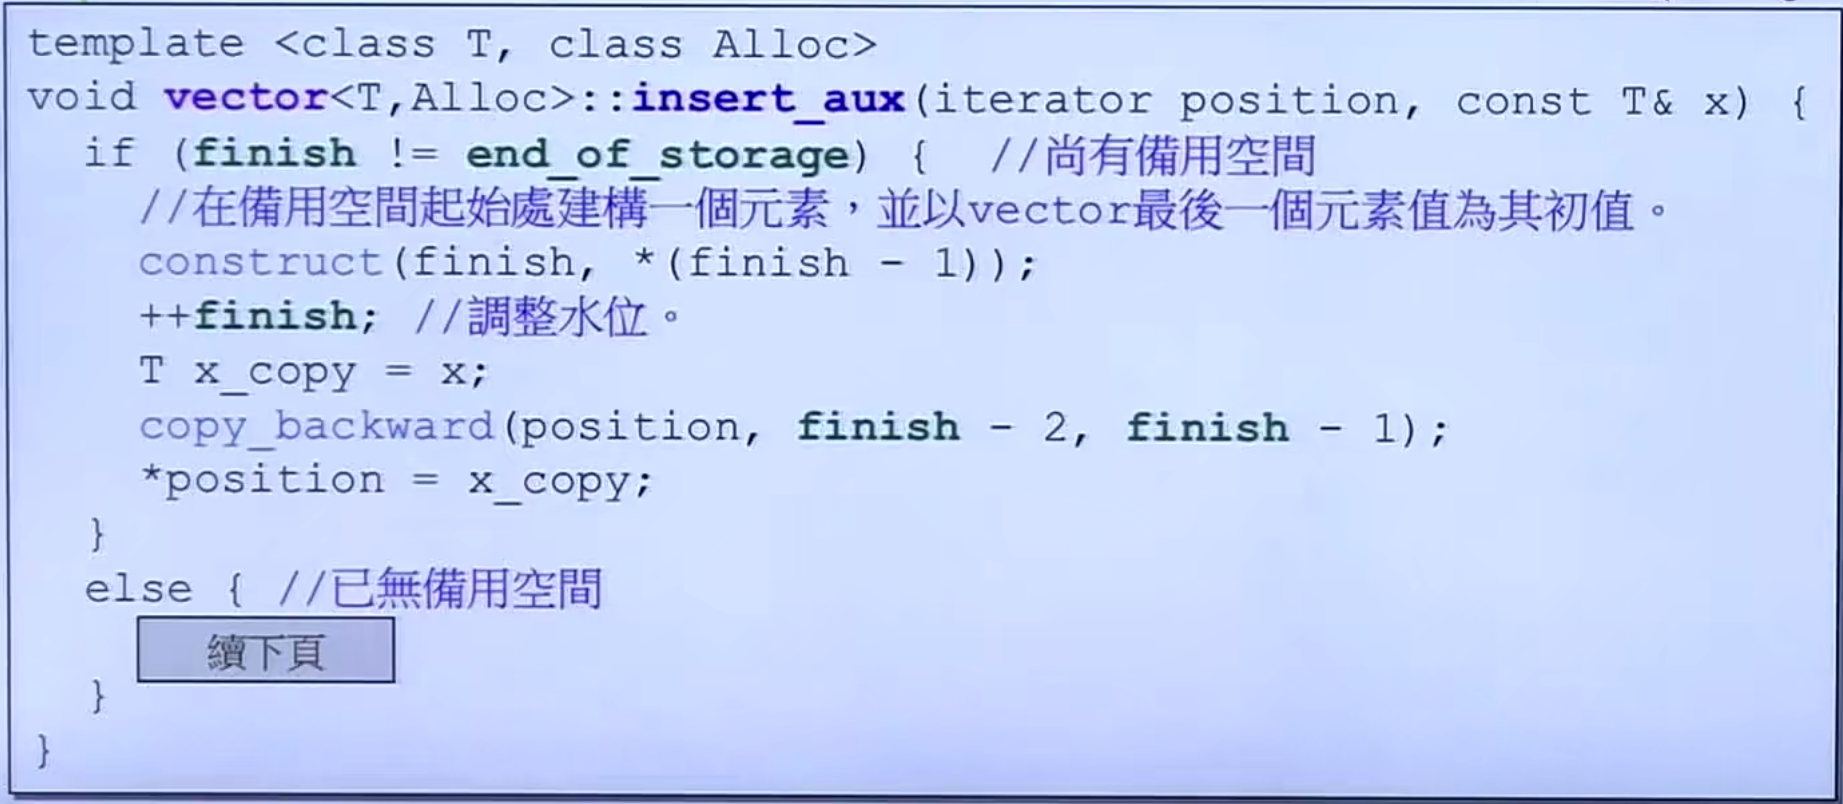 template <class T, class Alloc>
void vector<T,Alloc>::insert_aux(iterator position, const T& x) {
if (finish != end_of_storage) { //尚有備用空間
//在備用空間起始處建構一個元素，並以vector最後一個元素值為其初值。
construct(finish, *(finish - 1));
++finish; //調整水位。
T x_copy = x;
copy_backward(position, finish - 2, finish - 1);
*position = x_copy;
}
else { //已無備用空間
續下頁
}
}